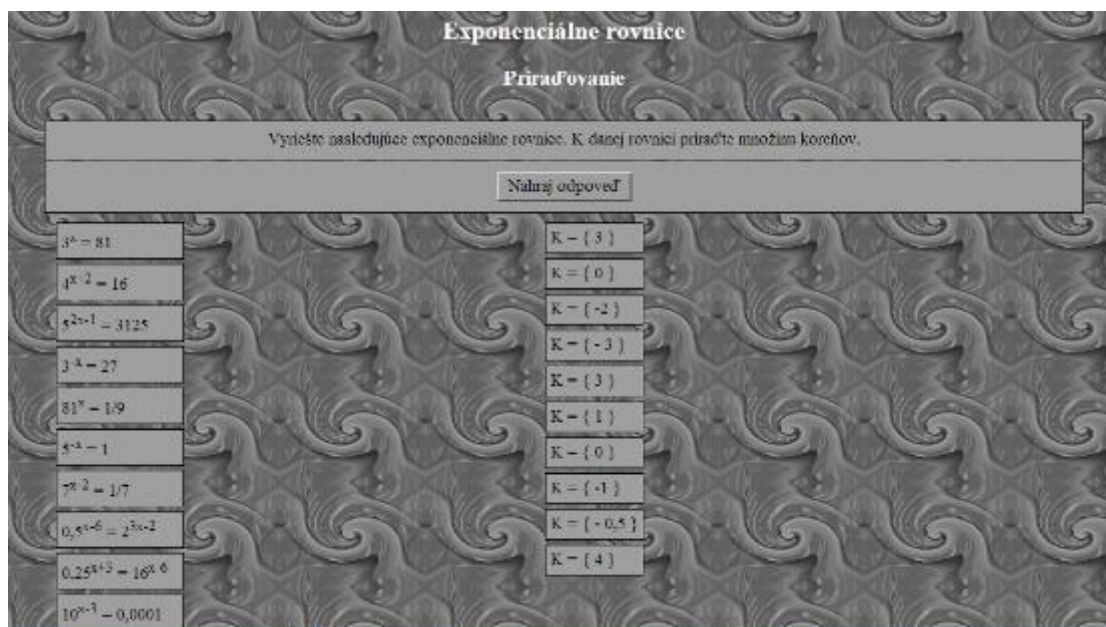 Exponenciálne rovnice
Priraďovanie
Vyriešte nasledujúce exponenciálne rovnice. K danej rovnici priraďte množinu koreňov.
Nahraj odpoveď
3ˣ = 81
4ˣ⁺² = 16
5²ˣ⁻¹ = 3125
3⁻ˣ = 27
81ˣ = 1/9
5⁻ˣ = 1
7ˣ⁻² = 1/7
0,5ˣ⁻⁶ = 2³ˣ⁻²
= 16ˣ⁻⁶
10ˣ⁻³ = 0,0001
K = { 3 }
K = { 0 }
K = { -2 }
K = { - 3 }
K = { 3 }
K = { 1 }
K = { 0 }
K = { -1 }
K = { - 0,5 }
K = { 4 }